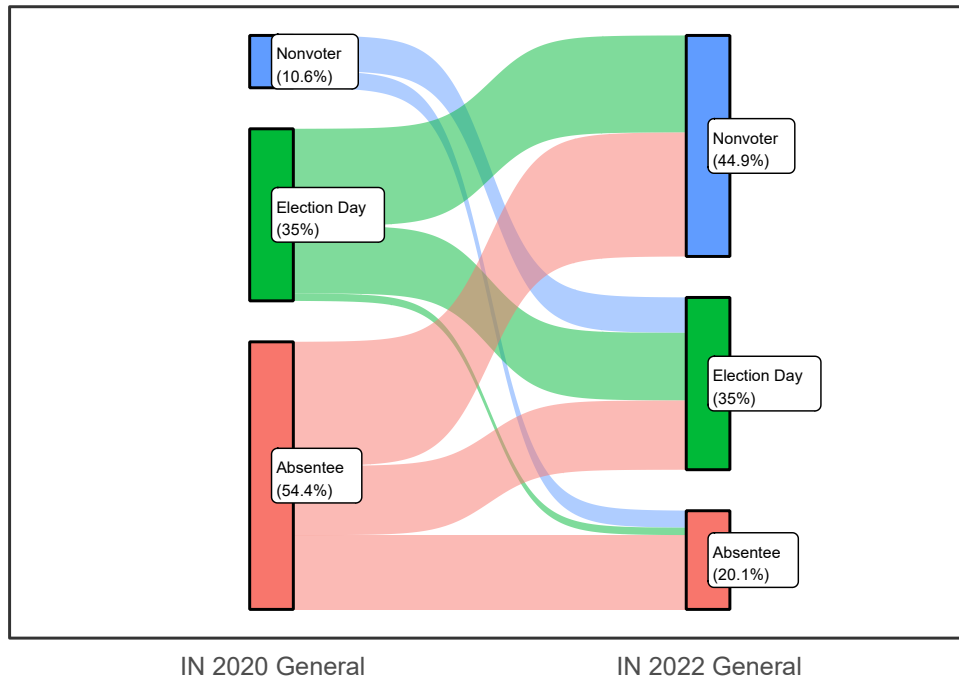 Nonvoter
(10.6%)
Election Day
(35%)
Absentee
(54.4%)
Nonvoter
(44.9%)
Election Day
(35%)
Absentee
(20.1%)
IN 2020 General
IN 2022 General